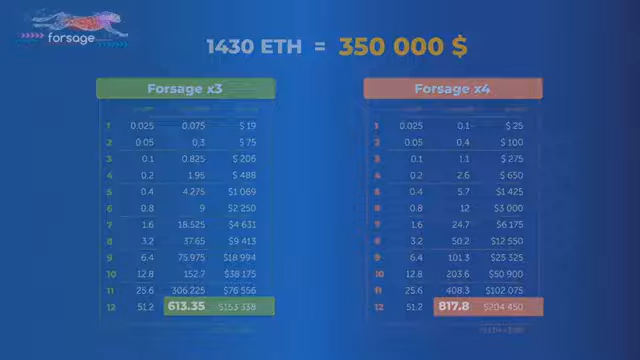 forsage
1430 ETH = 350 000 $
Forsage x3
1 0.025 0.075 $ 19
2 0.05 0.3 $ 75
3 0.1 0.825 $ 206
4 0.2 1.95 $ 488
5 0.4 4.275 $1 069
6 0.8 9 $2 250
7 1.6 18.525 $4 631
8 3.2 37.65 $9 413
9 6.4 75.975 $18 994
10 12.8 152.7 $38 175
11 25.6 306.225 $76 556
12 51.2 613.35 $153 338
Forsage x4
1 0.025 0.1 $ 25
2 0.05 0.4 $ 100
3 0.1 1.1 $ 275
4 0.2 2.6 $ 650
5 0.4 5.7 $1 425
6 0.8 12 $3 000
7 1.6 24.7 $6 175
8 3.2 50.2 $12 550
9 6.4 101.3 $25 325
10 12.8 203.6 $50 900
11 25.6 408.3 $102 075
12 51.2 817.8 $204 450